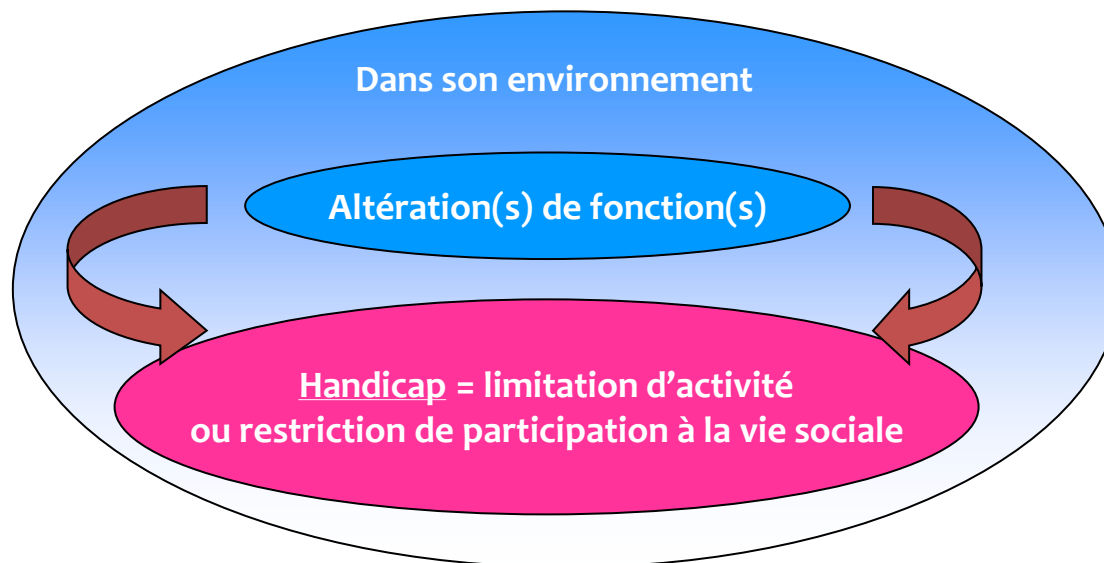 Dans son environnement
Altération(s) de fonction(s)
Handicap = limitation d’activité
ou restriction de participation à la vie sociale